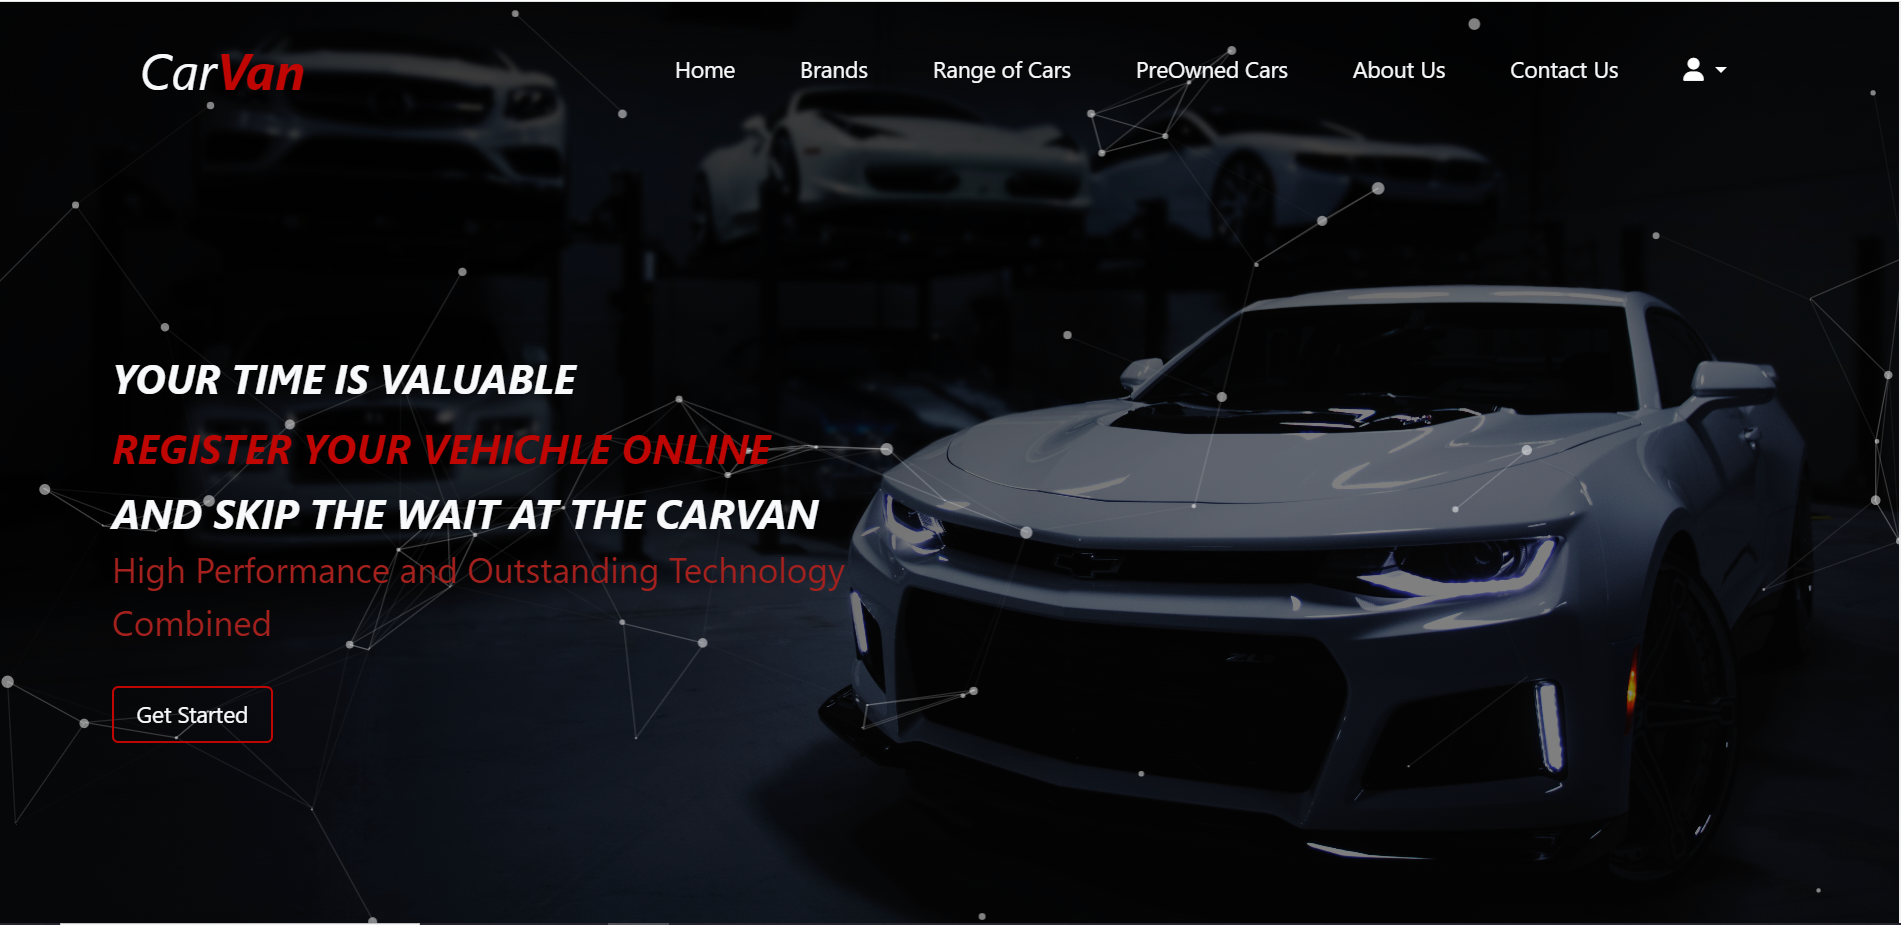 CarVan
Home Brands Range of Cars PreOwned Cars About Us Contact Us
YOUR TIME IS VALUABLE
REGISTER YOUR VEHICHLE ONLINE
AND SKIP THE WAIT AT THE CARVAN
High Performance and Outstanding Technology
Combined
Get Started